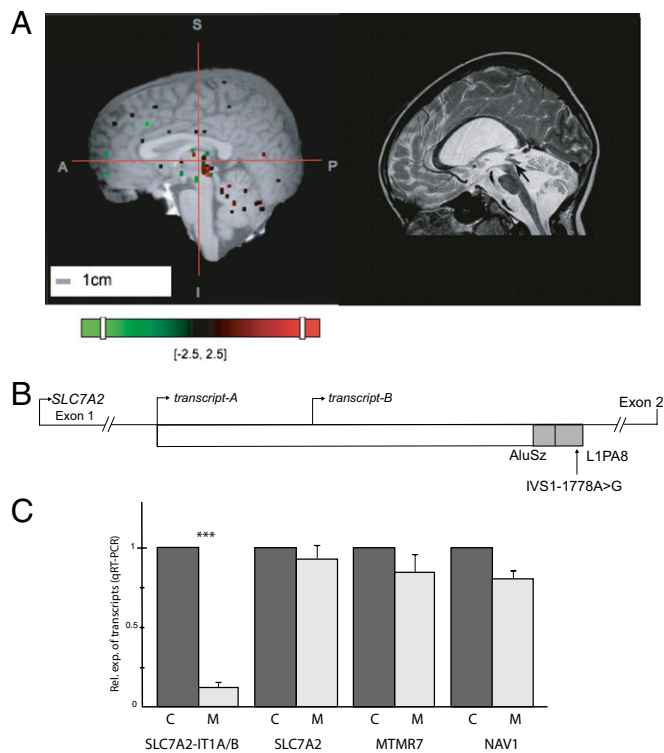 A
S
A
P
I
1cm
[-2.5, 2.5]
B
SLC7A2
Exon 1
transcript-A
transcript-B
Exon 2
AluSz
L1PA8
IVS1-1778A>G
C
Rel. exp. of transcripts (qRT-PCR)
1
0.5
0
***
C M C M C M C M
SLC7A2-IT1A/B SLC7A2 MTMR7 NAV1